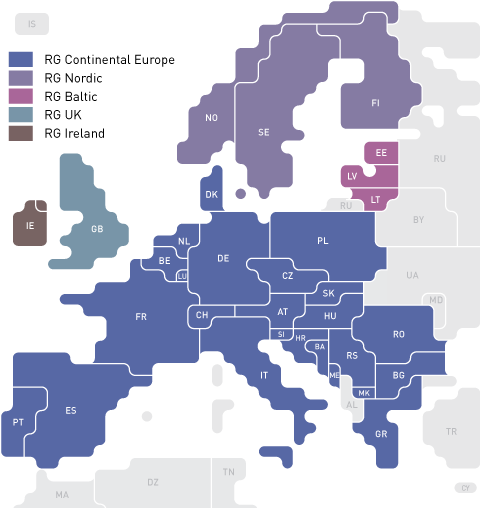 IS
RG Continental Europe
RG Nordic
RG Baltic
RG UK
RG Ireland
NO
SE
FI
RU
EE
LV
LT
RU
DK
BY
IE
GB
NL
BE
LU
DE
PL
CZ
UA
SK
MD
FR
CH
AT
HU
RO
SI
HR
BA
RS
IT
ME
MK
BG
AL
PT
ES
GR
TR
MA
DZ
TN
CY